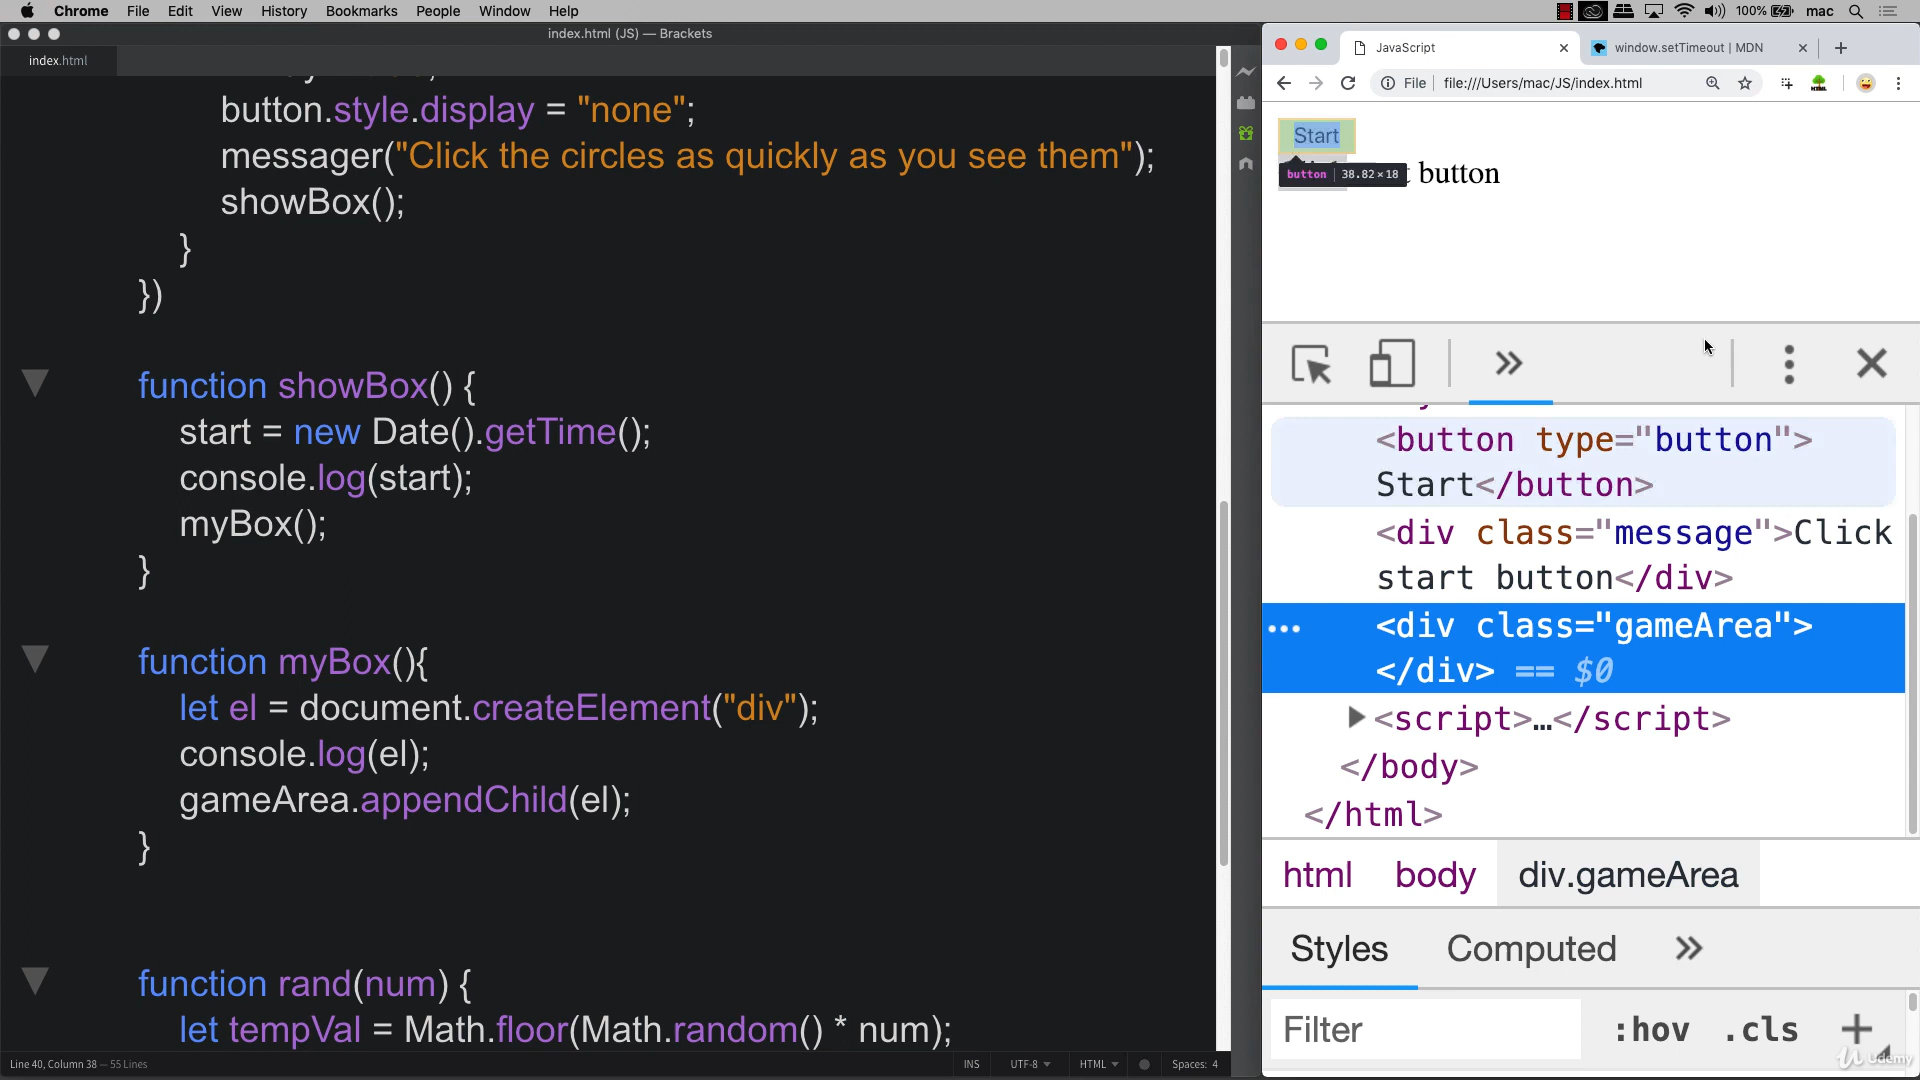 Chrome File Edit View History Bookmarks People Window Help 100% mac
index.html (JS) — Brackets
index.html
button.style.display = "none";
messager("Click the circles as quickly as you see them");
showBox();
}
})
function showBox() {
start = new Date().getTime();
console.log(start);
myBox();
}
function myBox(){
let el = document.createElement("div");
console.log(el);
gameArea.appendChild(el);
}
function rand(num) {
let tempVal = Math.floor(Math.random() * num);
Line 40, Column 38 — 55 Lines
INS UTF-8 HTML Spaces: 4
JavaScript
window.setTimeout | MDN
File file:///Users/mac/JS/index.html
Start
button 38.82×18
button
<button type="button">
Start</button>
<div class="message">Click
start button</div>
<div class="gameArea">
</div> == $0
<script>…</script>
</body>
</html>
html body div.gameArea
Styles Computed
Filter :hov .cls
Udemy